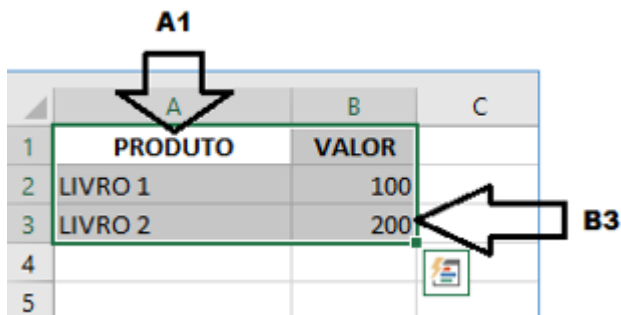 A1
A B C
1 PRODUTO VALOR
2 LIVRO 1 100
3 LIVRO 2 200
B3
4
5